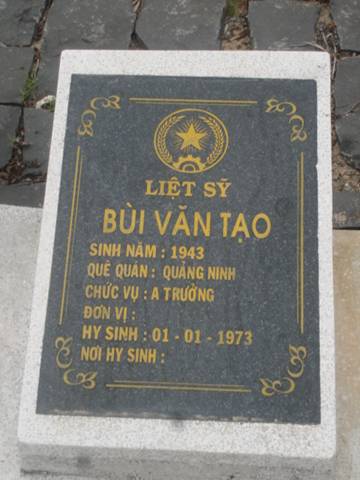 LIỆT SỸ
BÙI VĂN TẠO
SINH NĂM : 1943
QUÊ QUÁN : QUẢNG NINH
CHỨC VỤ : A TRƯỞNG
ĐƠN VỊ :
HY SINH : 01 - 01 - 1973
NƠI HY SINH :